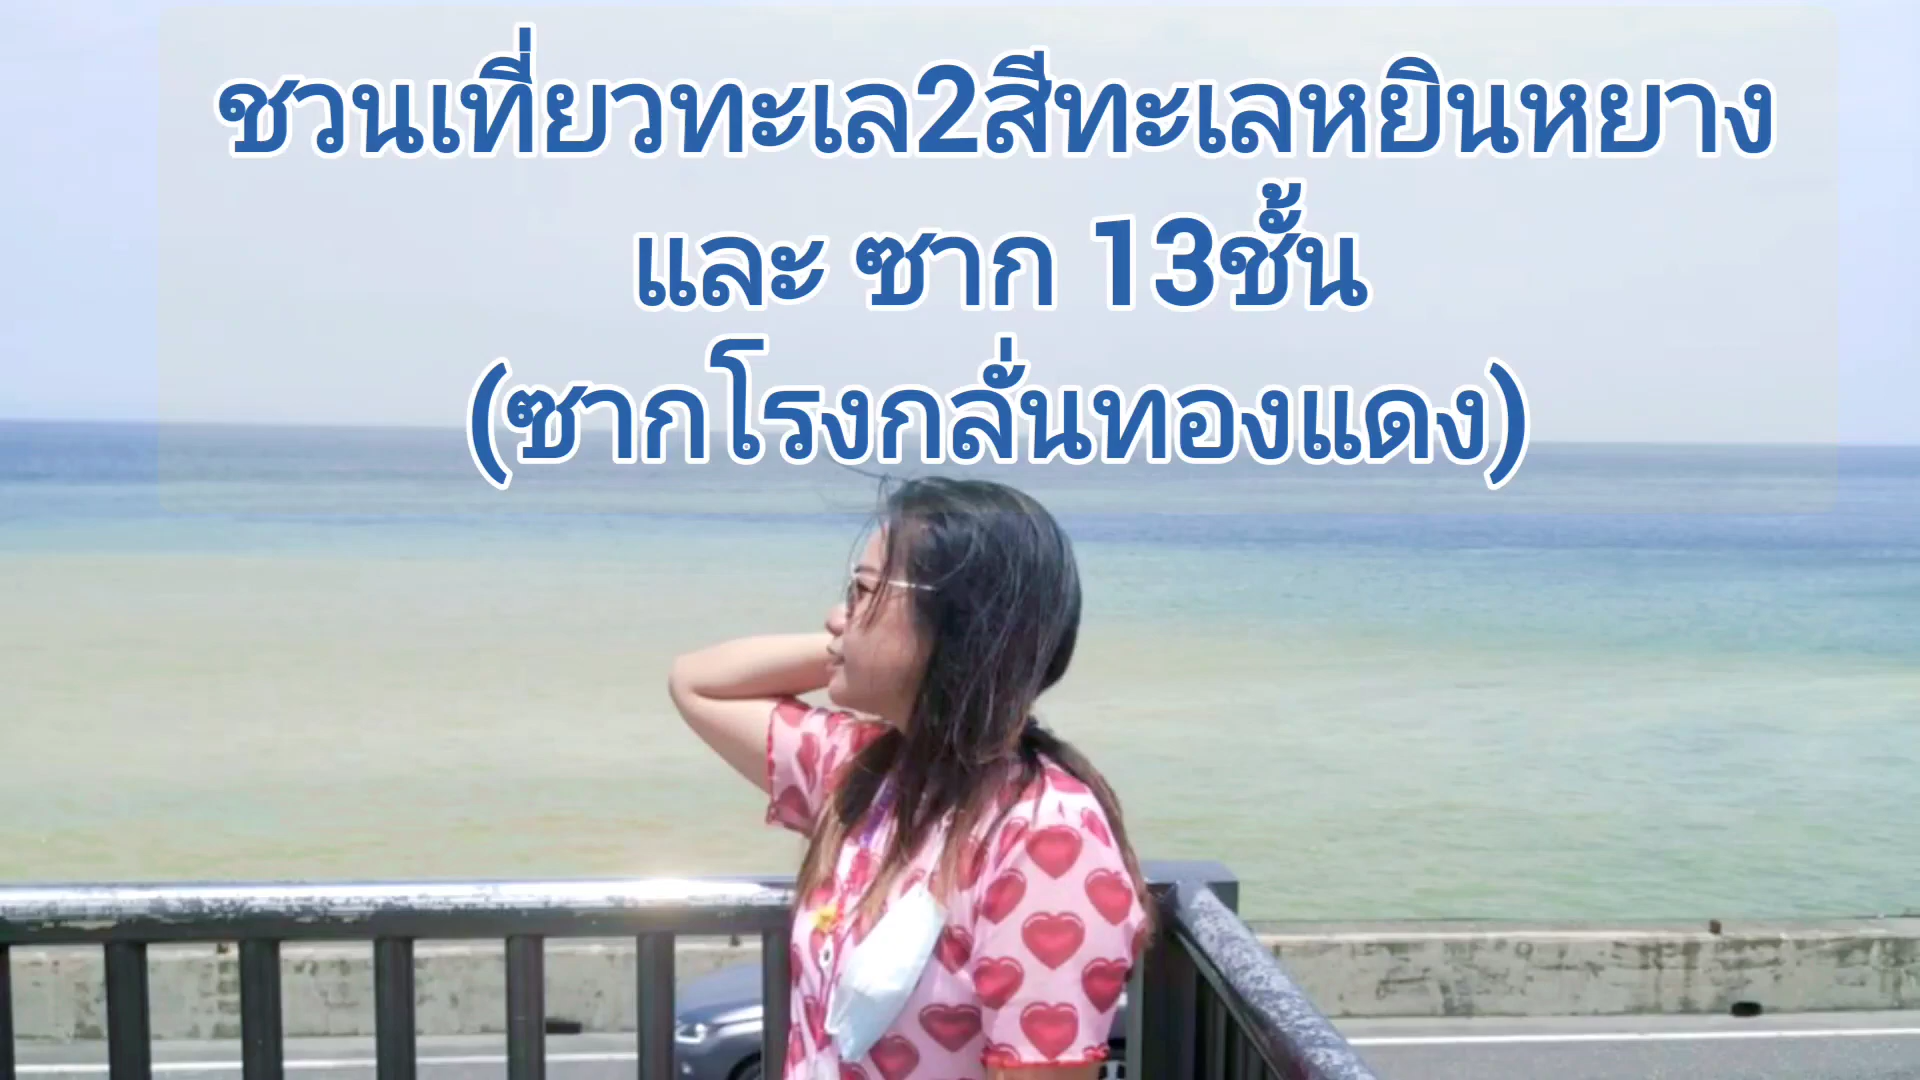 ชวนเที่ยวทะเล2สีทะเลหยินหยาง
และ ซาก 13ชั้น
(ซากโรงกลั่นทองแดง)